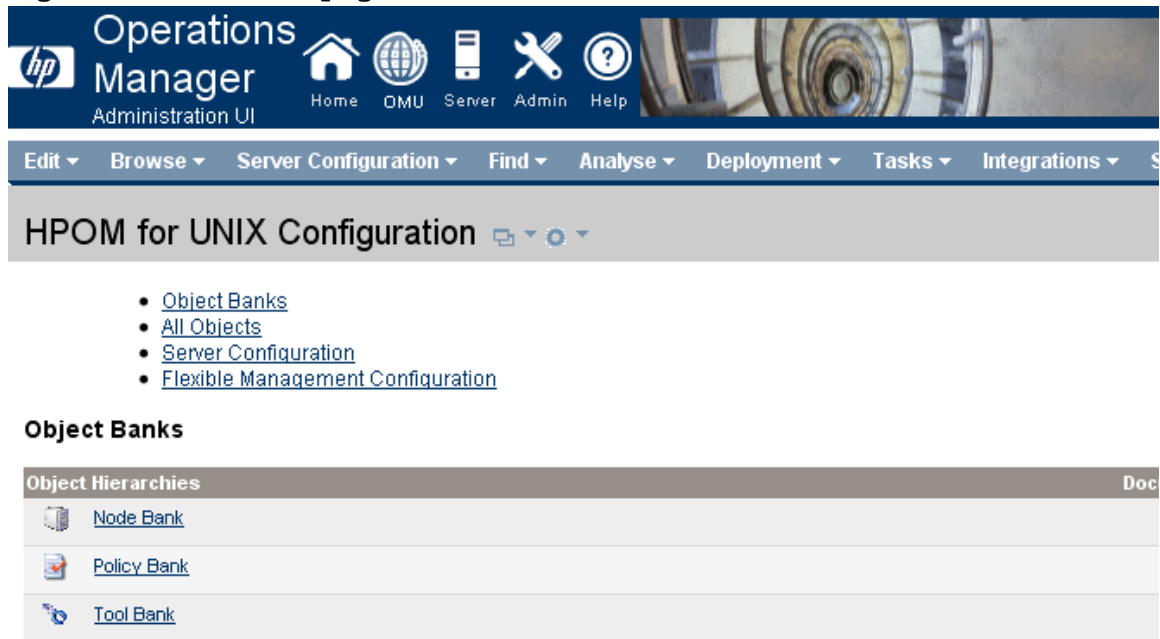 hp
Operations
Manager
Administration UI
Home OMU Server Admin Help
Edit Browse Server Configuration Find Analyse Deployment Tasks Integrations S
HPOM for UNIX Configuration
Object Banks
All Objects
Server Configuration
Flexible Management Configuration
Object Banks
Object Hierarchies
Node Bank
Policy Bank
Tool Bank